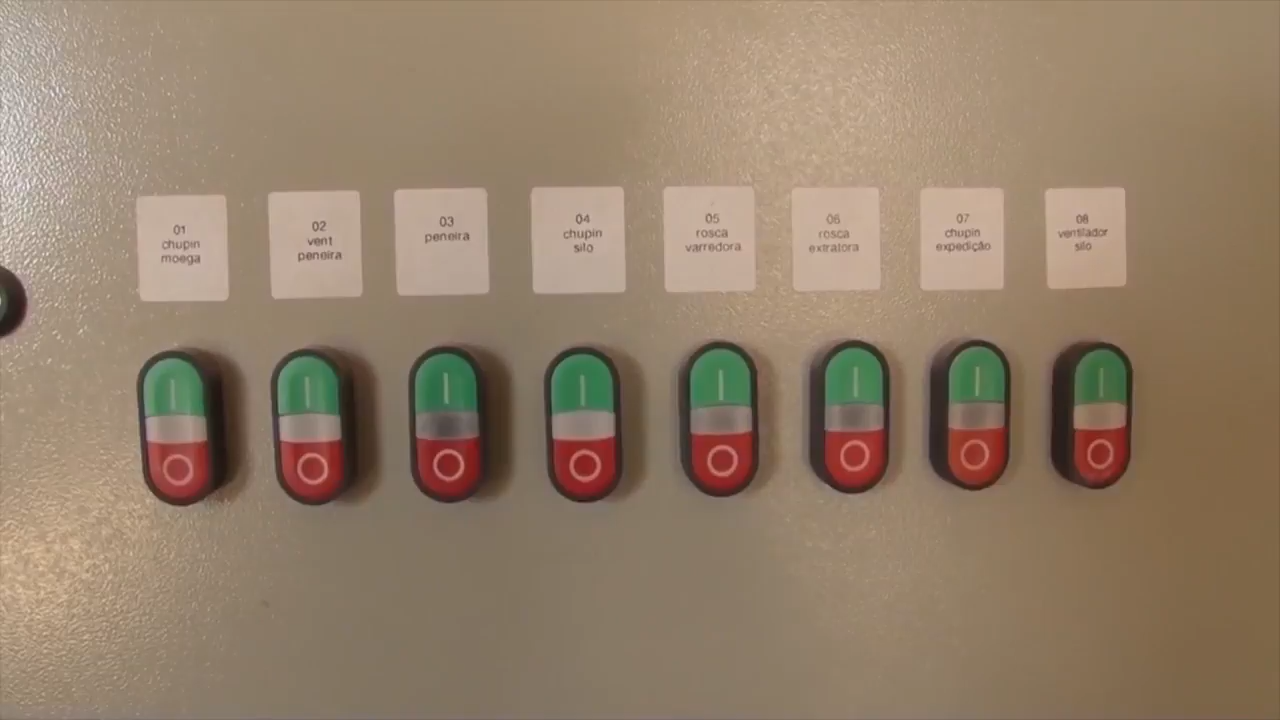 01
chupin
moega
02
vent
peneira
03
peneira
04
chupin
silo
05
rosca
varredora
06
rosca
extratora
07
chupin
expedição
08
ventilador
silo